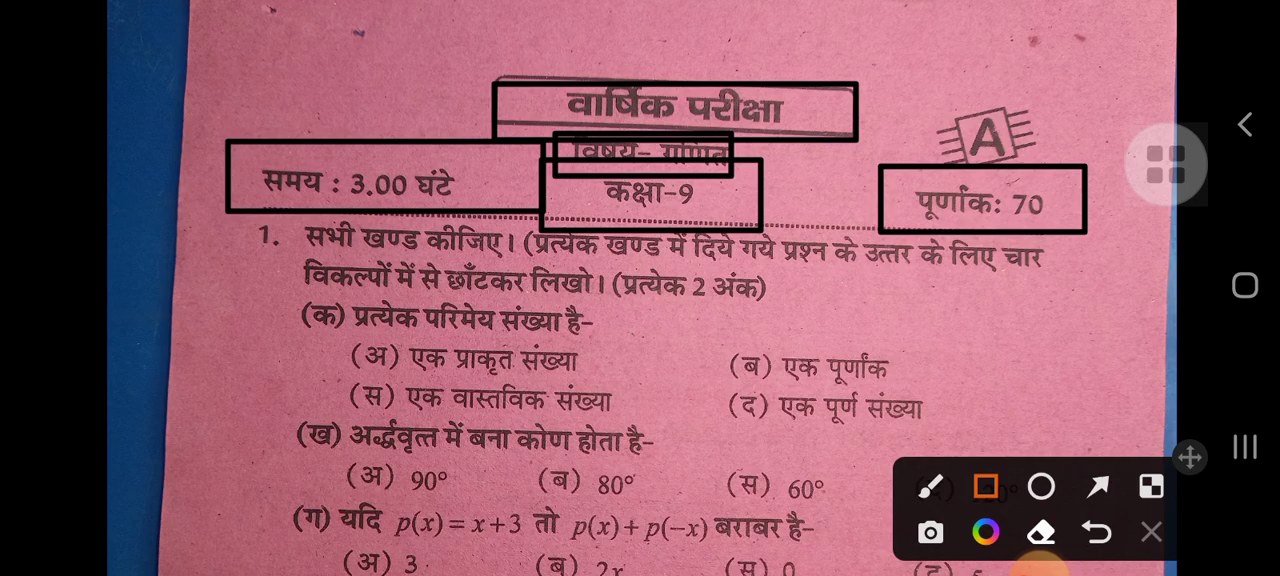 वार्षिक परीक्षा
A
विषय- गणित
समय : 3.00 घंटे
कक्षा-9
पूर्णांक: 70
1. सभी खण्ड कीजिए। (प्रत्येक खण्ड में दिये गये प्रश्न के उत्तर के लिए चार
विकल्पों में से छाँटकर लिखो। (प्रत्येक 2 अंक)
(क) प्रत्येक परिमेय संख्या है-
(अ) एक प्राकृत संख्या (ब) एक पूर्णांक
(स) एक वास्तविक संख्या (द) एक पूर्ण संख्या
(ख) अर्द्धवृत्त में बना कोण होता है-
(अ) 90° (ब) 80° (स) 60°
(ग) यदि p(x) = x+3 तो p(x)+ p(−x) बराबर है-
(अ) 3 (ब) 2x (स) 0 (द)